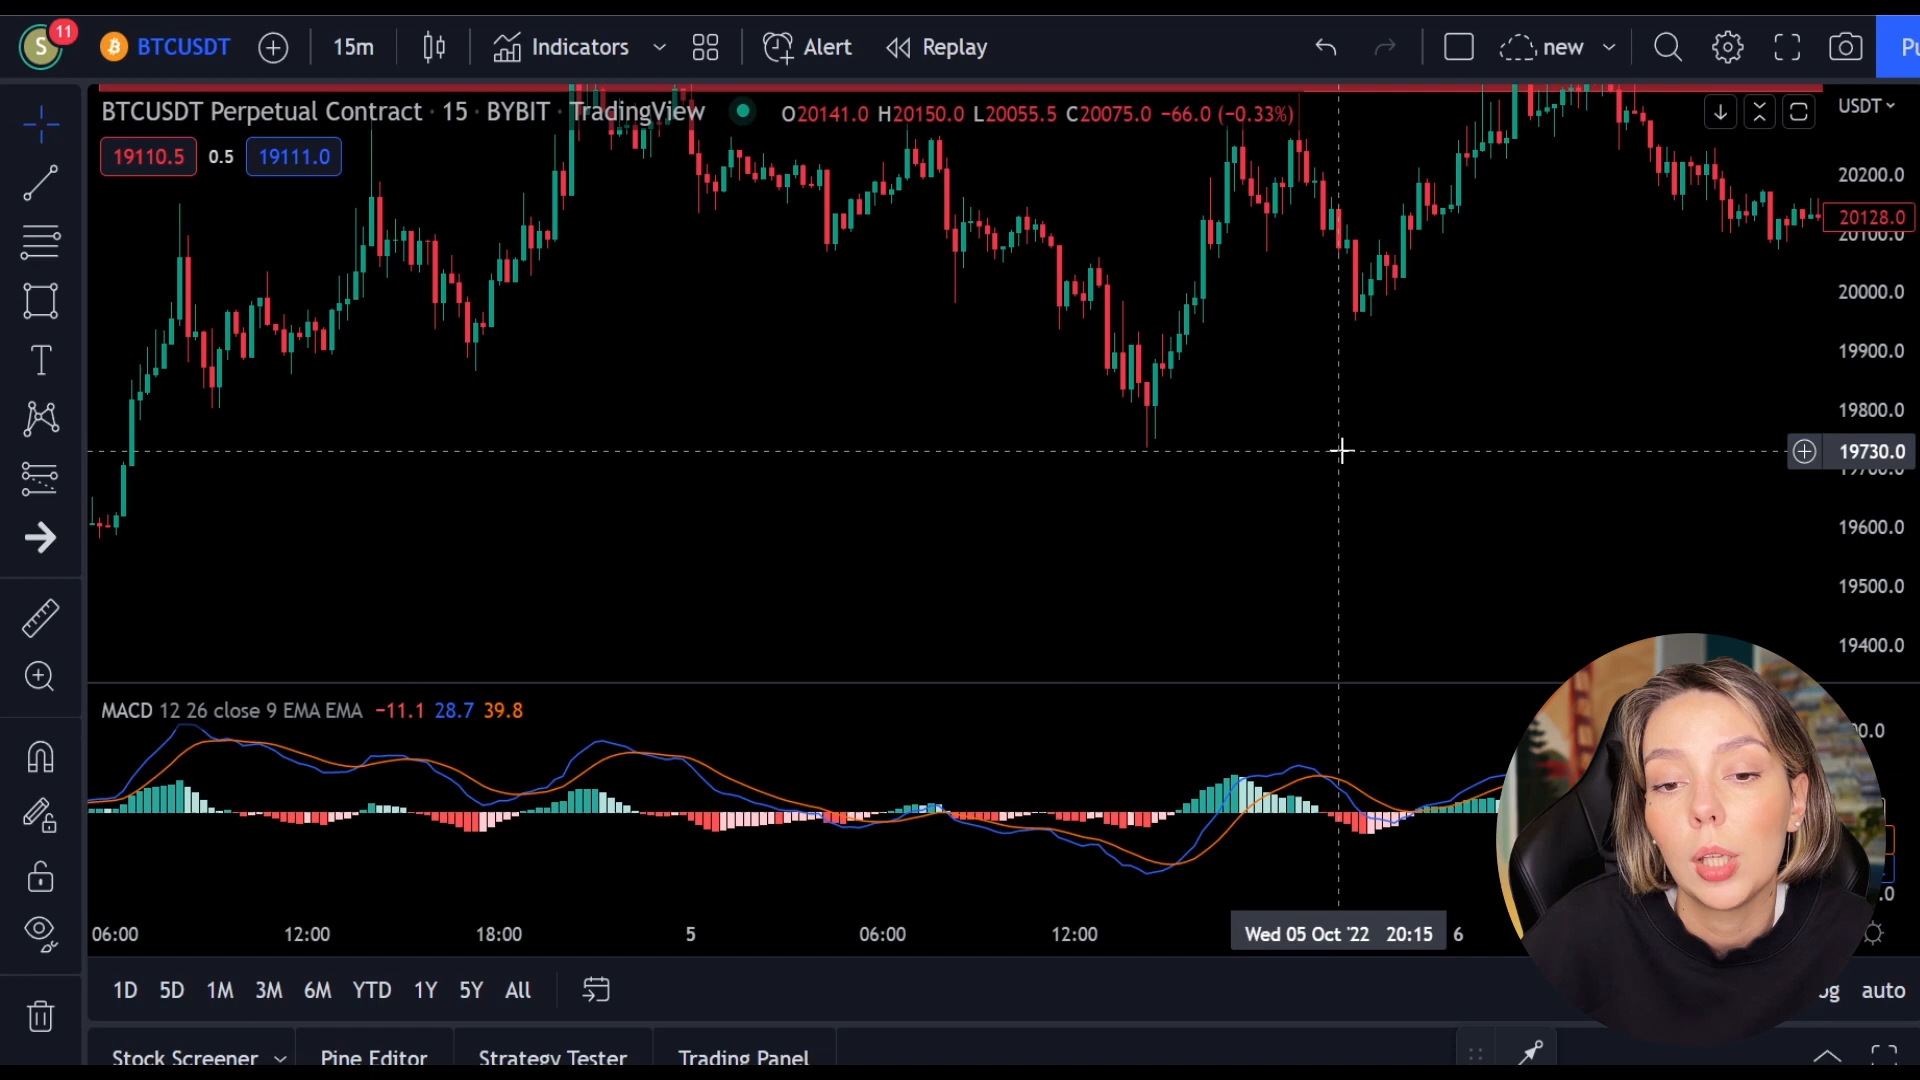 S 11 BTCUSDT 15m Indicators Alert Replay new Pu
BTCUSDT Perpetual Contract · 15 · BYBIT · TradingView O20141.0 H20150.0 L20055.5 C20075.0 −66.0 (−0.33%) USDT
19110.5 0.5 19111.0
20200.0
20128.0
20100.0
20000.0
19900.0
19800.0
19730.0
19700.0
19600.0
19500.0
19400.0
T
MACD 12 26 close 9 EMA EMA −11.1 28.7 39.8
06:00 12:00 18:00 5 06:00 12:00 Wed 05 Oct '22 20:15 6
1D 5D 1M 3M 6M YTD 1Y 5Y All auto
Stock Screener Pine Editor Strategy Tester Trading Panel